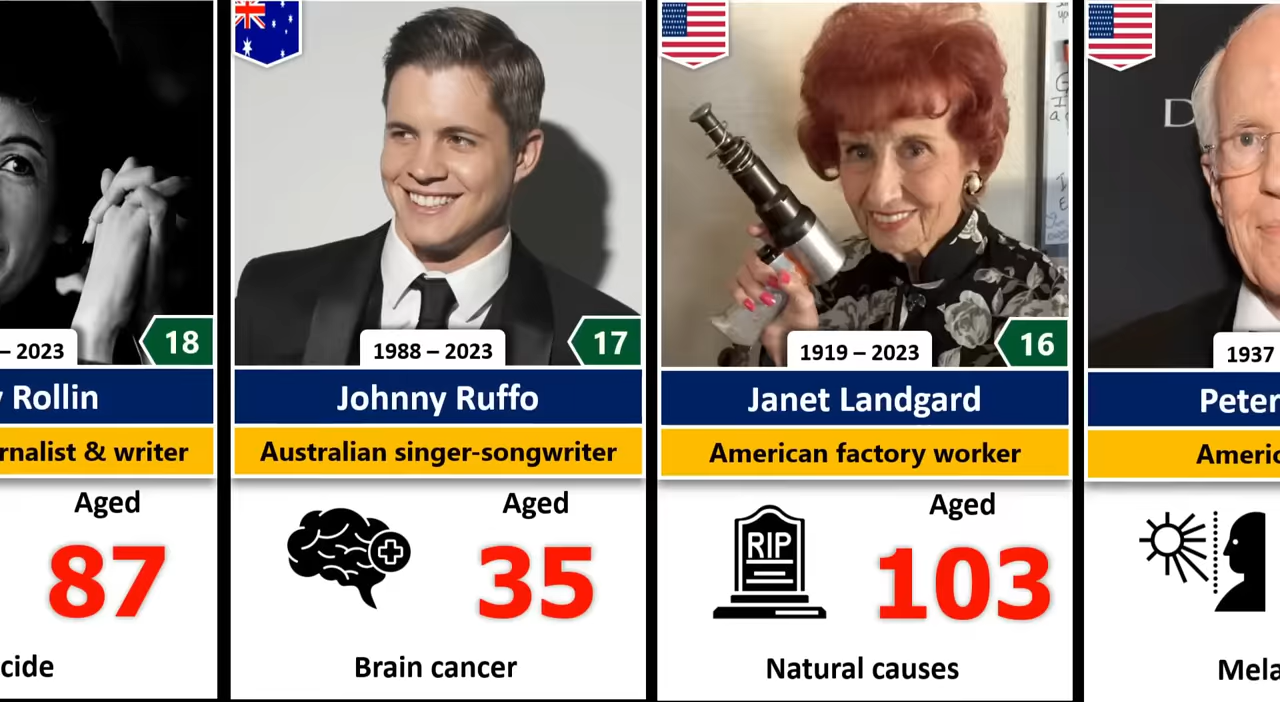 – 2023
18
y Rollin
rnalist & writer
Aged
87
cide
1988 – 2023
17
Johnny Ruffo
Australian singer-songwriter
Aged
35
Brain cancer
1919 – 2023
16
Janet Landgard
American factory worker
RIP
Aged
103
Natural causes
D
1937
Peter
Americ
Mela